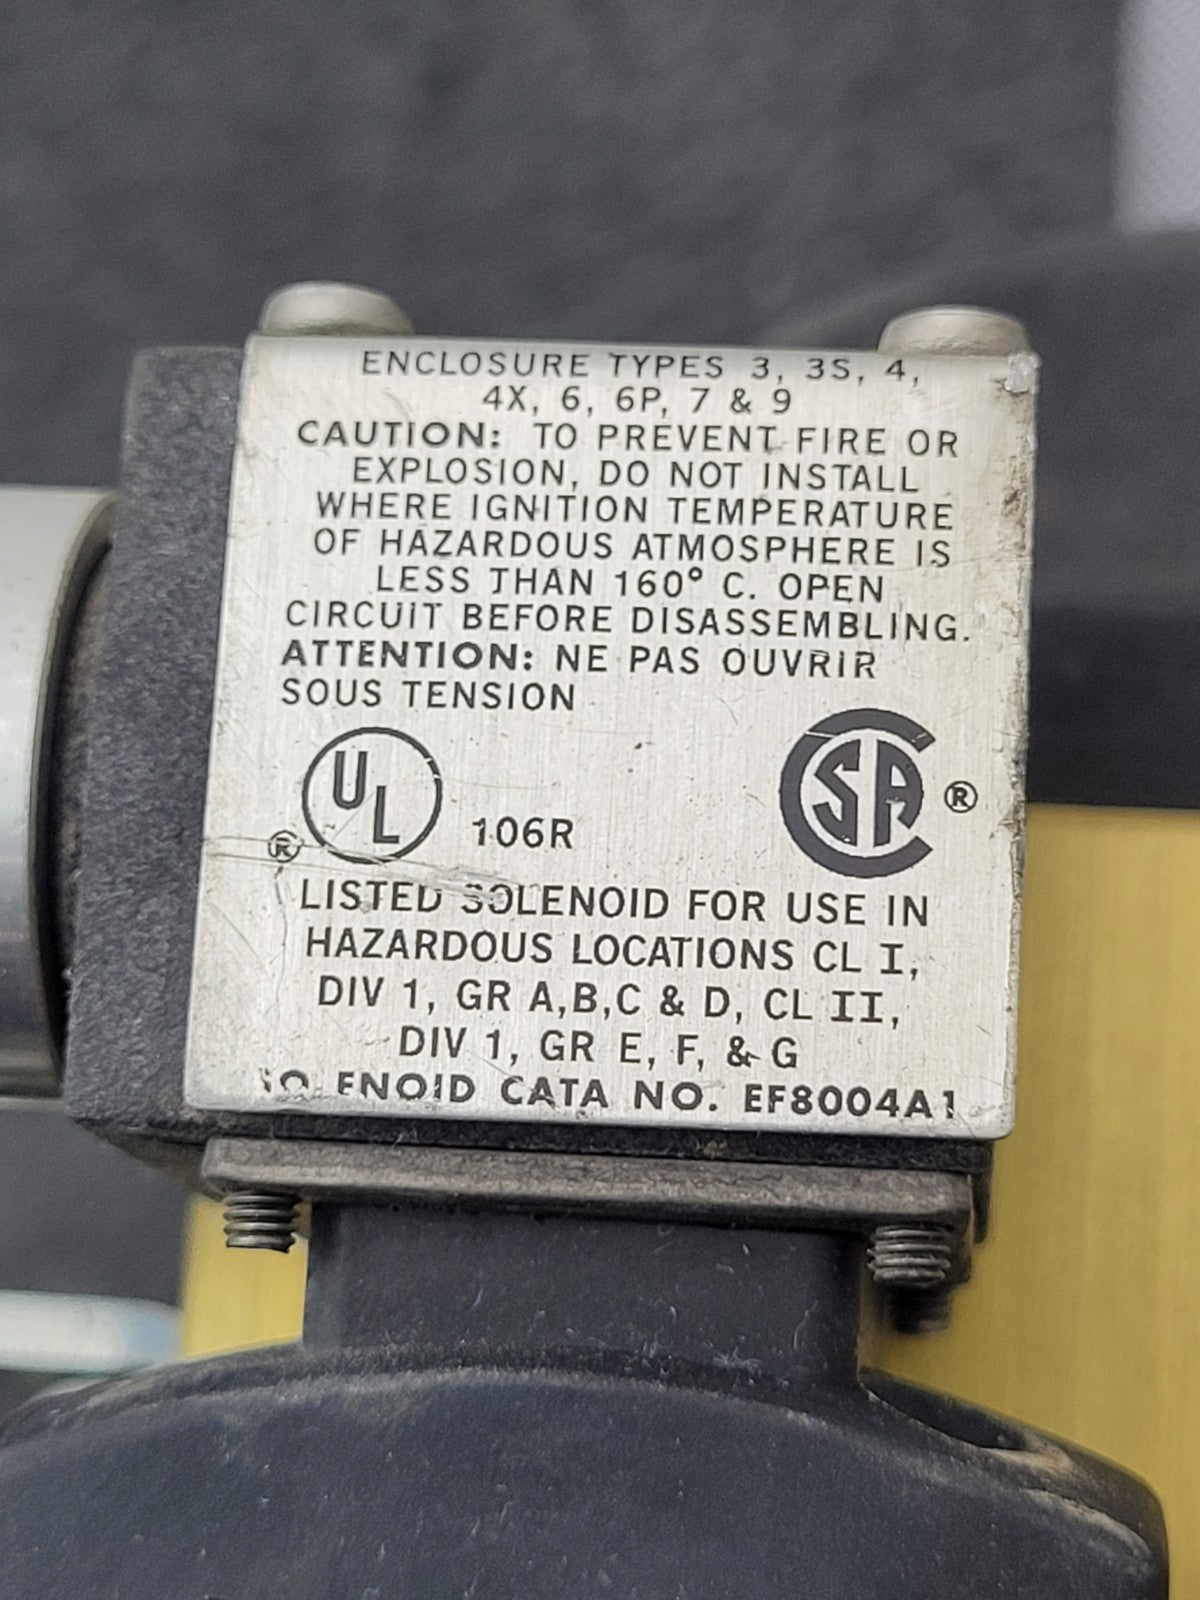 ENCLOSURE TYPES 3, 3S, 4,
4X, 6, 6P, 7 & 9
CAUTION: TO PREVENT FIRE OR
EXPLOSION, DO NOT INSTALL
WHERE IGNITION TEMPERATURE
OF HAZARDOUS ATMOSPHERE IS
LESS THAN 160° C. OPEN
CIRCUIT BEFORE DISASSEMBLING.
ATTENTION: NE PAS OUVRIR
SOUS TENSION
UL ® 106R CSA ®
LISTED SOLENOID FOR USE IN
HAZARDOUS LOCATIONS CL I,
DIV 1, GR A,B,C & D, CL II,
DIV 1, GR E, F, & G
SOLENOID CATA NO. EF8004A1